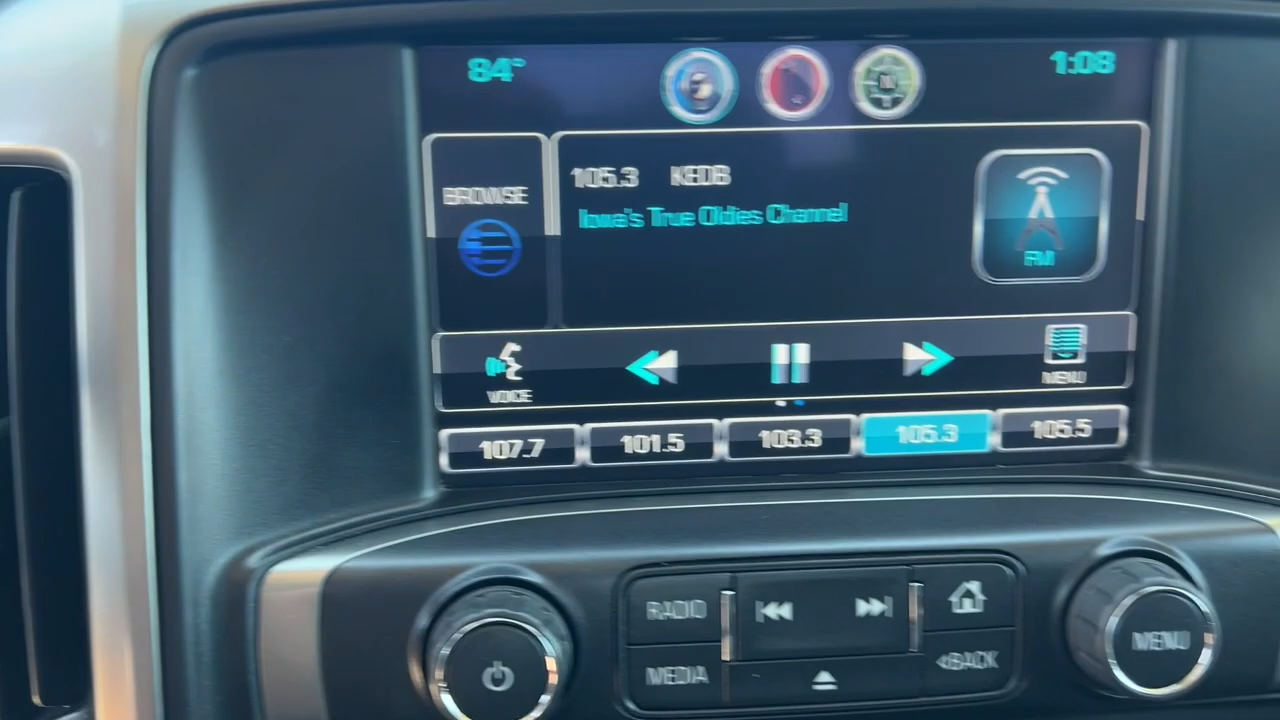 84° 1:08
BROWSE
105.3 KEDB
Iowa's True Oldies Channel
FM
VOICE
MENU
107.7 101.5 103.3 105.3 105.5
RADIO
MEDIA
BACK
MENU